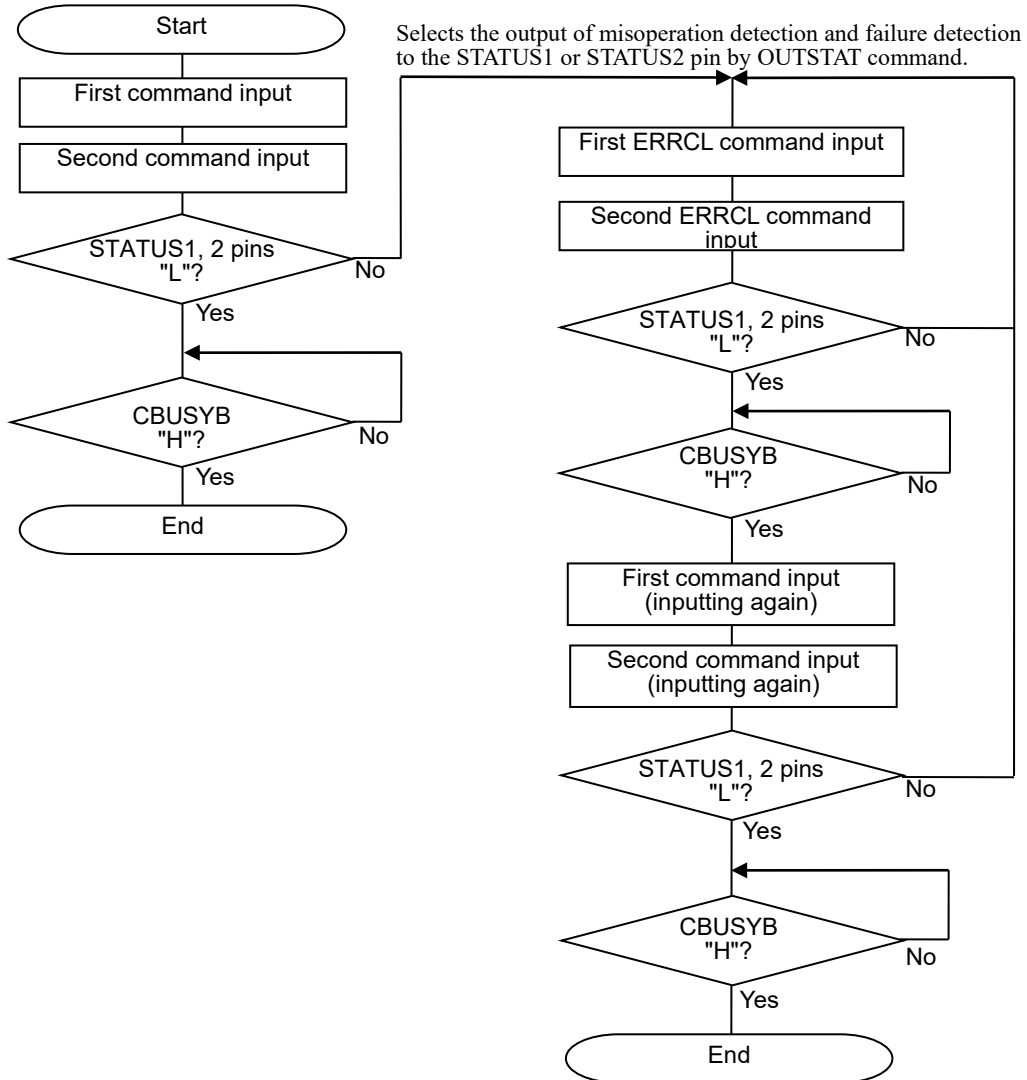 Start
First command input
Second command input
STATUS1, 2 pins
"L"?
No
Yes
CBUSYB
"H"?
No
Yes
End
Selects the output of misoperation detection and failure detection
to the STATUS1 or STATUS2 pin by OUTSTAT command.
First ERRCL command input
Second ERRCL command
input
STATUS1, 2 pins
"L"?
No
Yes
CBUSYB
"H"?
No
Yes
First command input
(inputting again)
Second command input
(inputting again)
STATUS1, 2 pins
"L"?
No
Yes
CBUSYB
"H"?
No
Yes
End